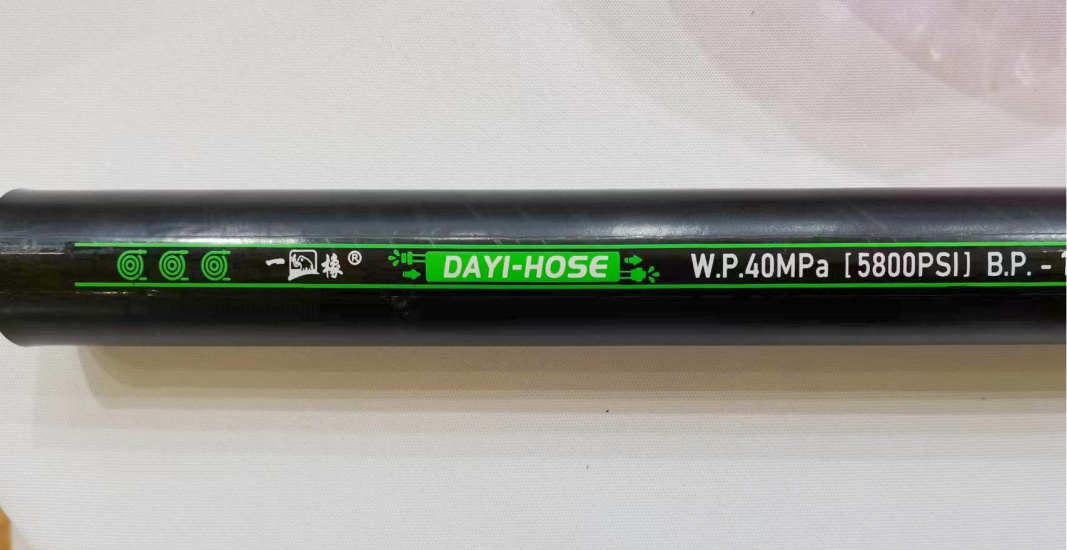 一橡® DAYI-HOSE W.P.40MPa [5800PSI] B.P. -